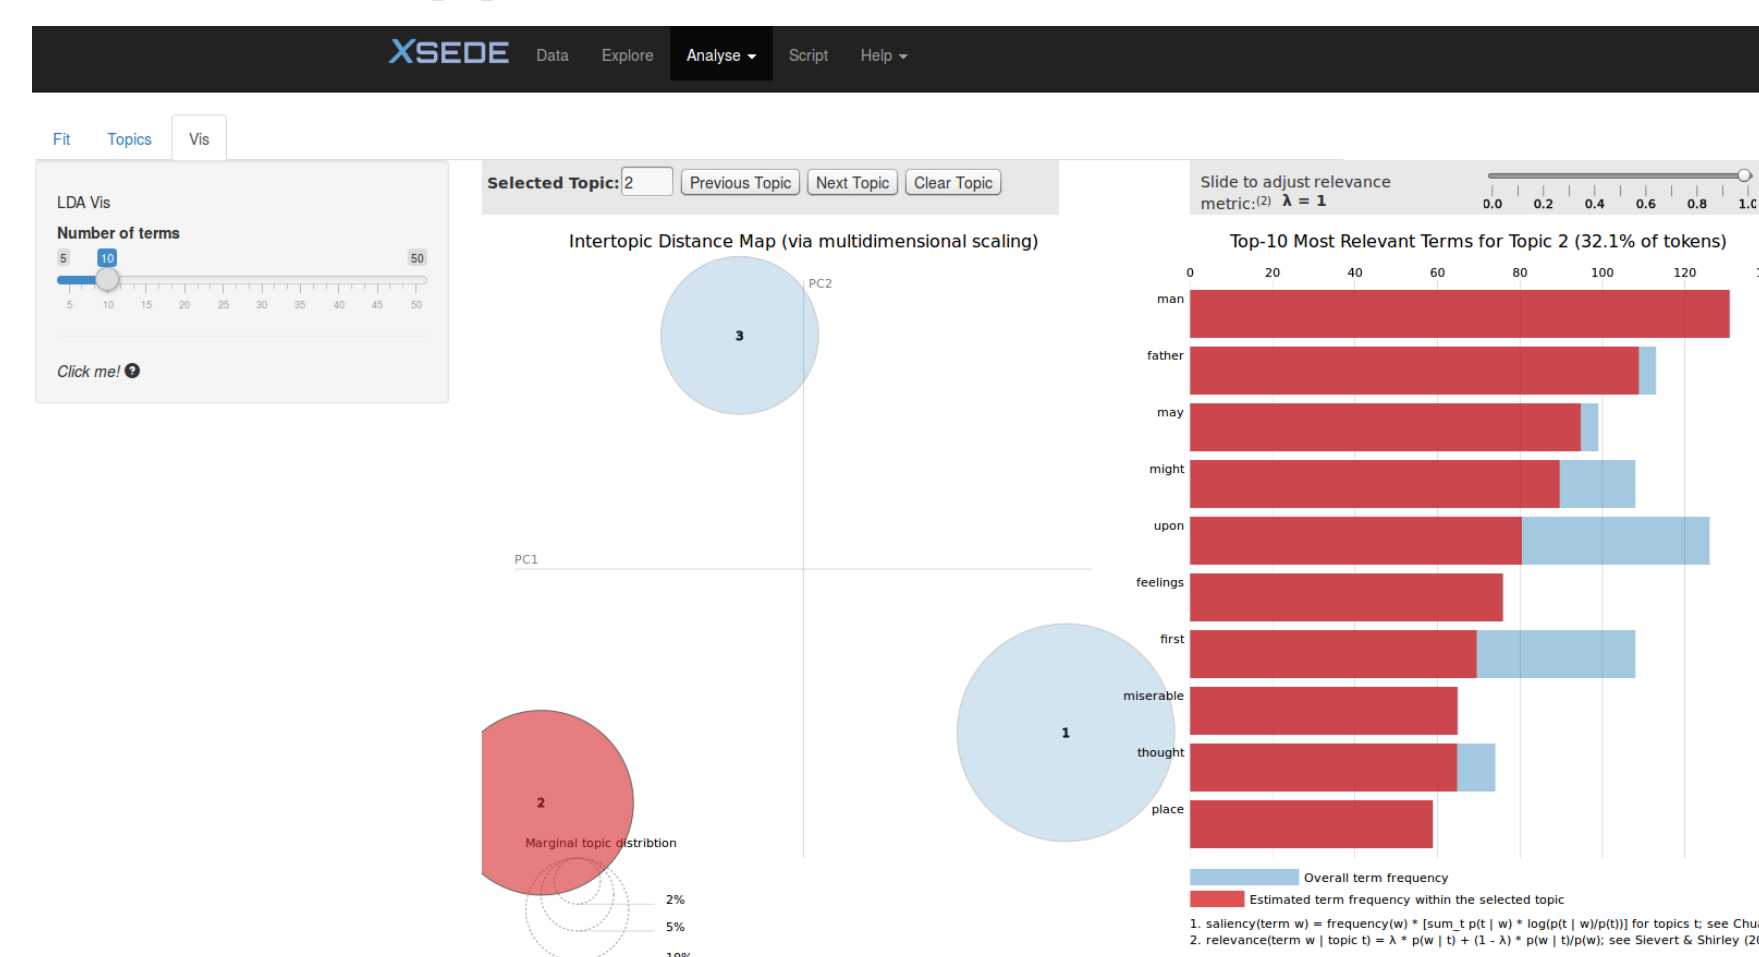 XSEDE Data Explore Analyse Script Help
Fit Topics Vis
LDA Vis
Number of terms
5 10 50
5 10 15 20 25 30 35 40 45 50
Click me!
Selected Topic: 2 Previous Topic Next Topic Clear Topic
Slide to adjust relevance
metric:(2) λ = 1
0.0 0.2 0.4 0.6 0.8 1.0
Intertopic Distance Map (via multidimensional scaling)
PC2
3
PC1
1
2
Marginal topic distribtion
2%
5%
10%
Top-10 Most Relevant Terms for Topic 2 (32.1% of tokens)
0 20 40 60 80 100 120
man
father
may
might
upon
feelings
first
miserable
thought
place
Overall term frequency
Estimated term frequency within the selected topic
1. saliency(term w) = frequency(w) * [sum_t p(t | w) * log(p(t | w)/p(t))] for topics t; see Chu
2. relevance(term w | topic t) = λ * p(w | t) + (1 - λ) * p(w | t)/p(w); see Sievert & Shirley (20